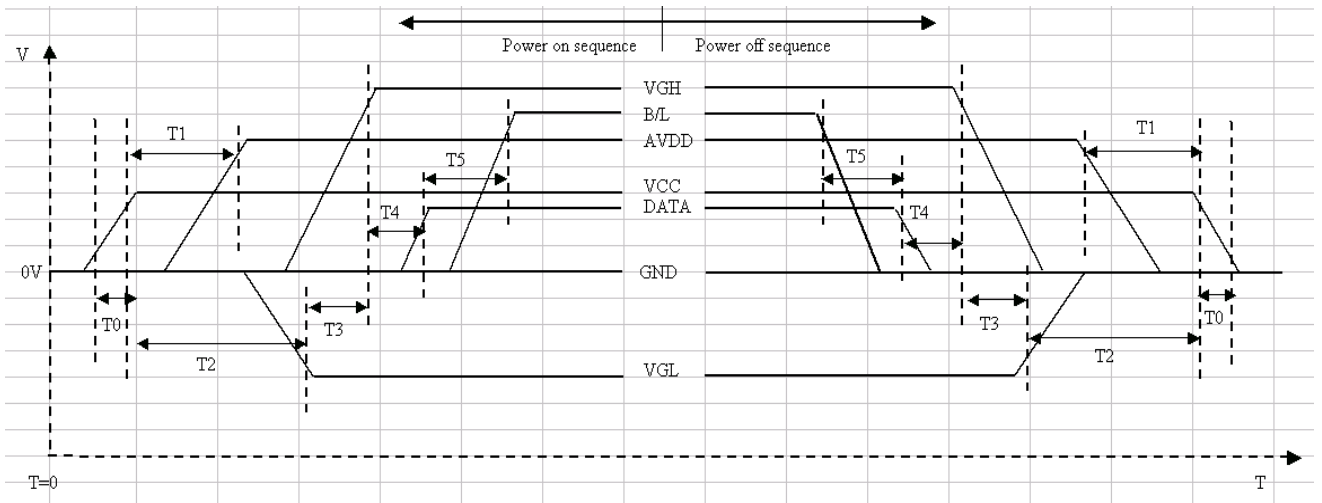 Power on sequence Power off sequence
V
VGH
B/L
T1 AVDD T1
T5 T5
VCC
T4 DATA T4
0V GND
T0 T3 T3 T0
T2 T2
VGL
T=0 T